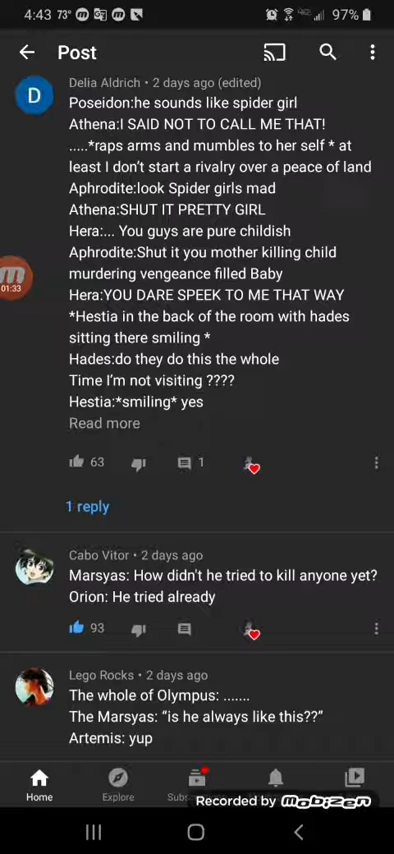 4:43 73° 97%
Post
Delia Aldrich • 2 days ago (edited)
D
Poseidon:he sounds like spider girl
Athena:I SAID NOT TO CALL ME THAT!
.....*raps arms and mumbles to her self * at
least I don't start a rivalry over a peace of land
Aphrodite:look Spider girls mad
Athena:SHUT IT PRETTY GIRL
Hera:... You guys are pure childish
Aphrodite:Shut it you mother killing child
murdering vengeance filled Baby
Hera:YOU DARE SPEEK TO ME THAT WAY
01:33
*Hestia in the back of the room with hades
sitting there smiling *
Hades:do they do this the whole
Time I'm not visiting ????
Hestia:*smiling* yes
Read more
63 1
1 reply
Cabo Vitor • 2 days ago
Marsyas: How didn't he tried to kill anyone yet?
Orion: He tried already
93
Lego Rocks • 2 days ago
The whole of Olympus: .......
The Marsyas: “is he always like this??”
Artemis: yup
Home Explore
Recorded by Mobizen